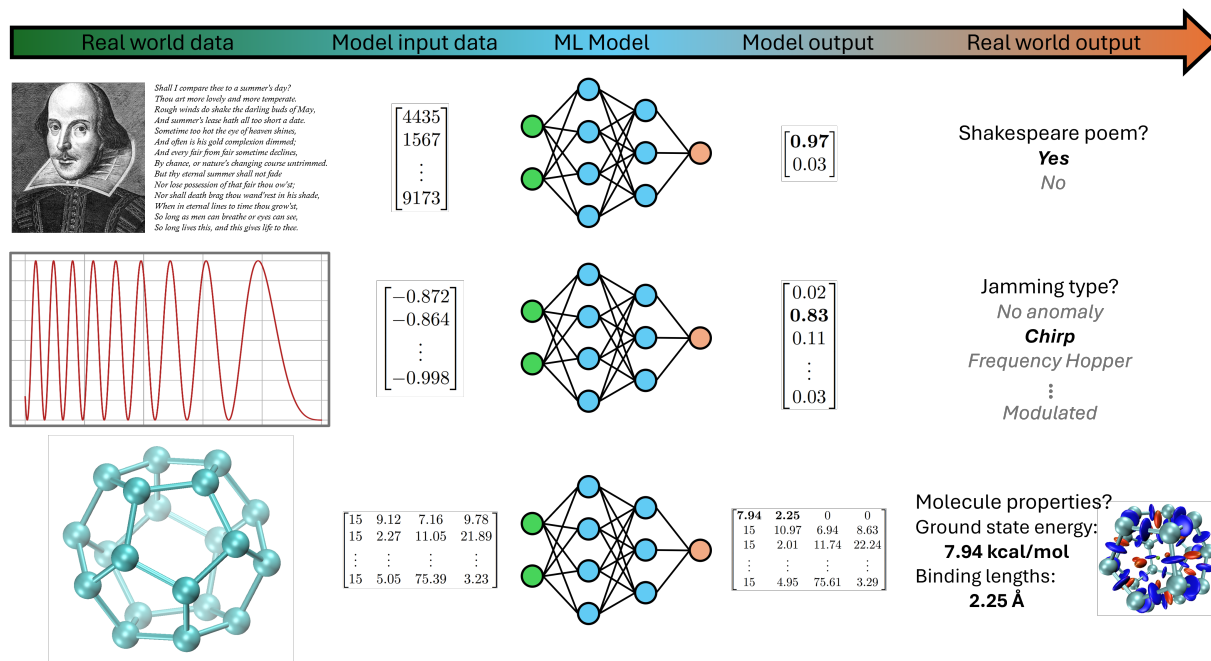 Real world data
Model input data
ML Model
Model output
Real world output
Shall I compare thee to a summer's day?
Thou art more lovely and more temperate.
Rough winds do shake the darling buds of May,
And summer's lease hath all too short a date.
Sometime too hot the eye of heaven shines,
And often is his gold complexion dimmed;
And every fair from fair sometime declines,
By chance, or nature's changing course untrimmed.
But thy eternal summer shall not fade
Nor lose possession of that fair thou ow'st;
Nor shall death brag thou wand'rest in his shade,
When in eternal lines to time thou grow'st,
So long as men can breathe or eyes can see,
So long lives this, and this gives life to thee.
4435
1567
⋮
9173
0.97
0.03
Shakespeare poem?
Yes
No
−0.872
−0.864
⋮
−0.998
0.02
0.83
0.11
⋮
0.03
Jamming type?
No anomaly
Chirp
Frequency Hopper
⋮
Modulated
15 9.12 7.16 9.78
15 2.27 11.05 21.89
⋮ ⋮ ⋮ ⋮
15 5.05 75.39 3.23
7.94 2.25 0 0
15 10.97 6.94 8.63
15 2.01 11.74 22.24
⋮ ⋮ ⋮ ⋮
15 4.95 75.61 3.29
Molecule properties?
Ground state energy:
7.94 kcal/mol
Binding lengths:
2.25 Å